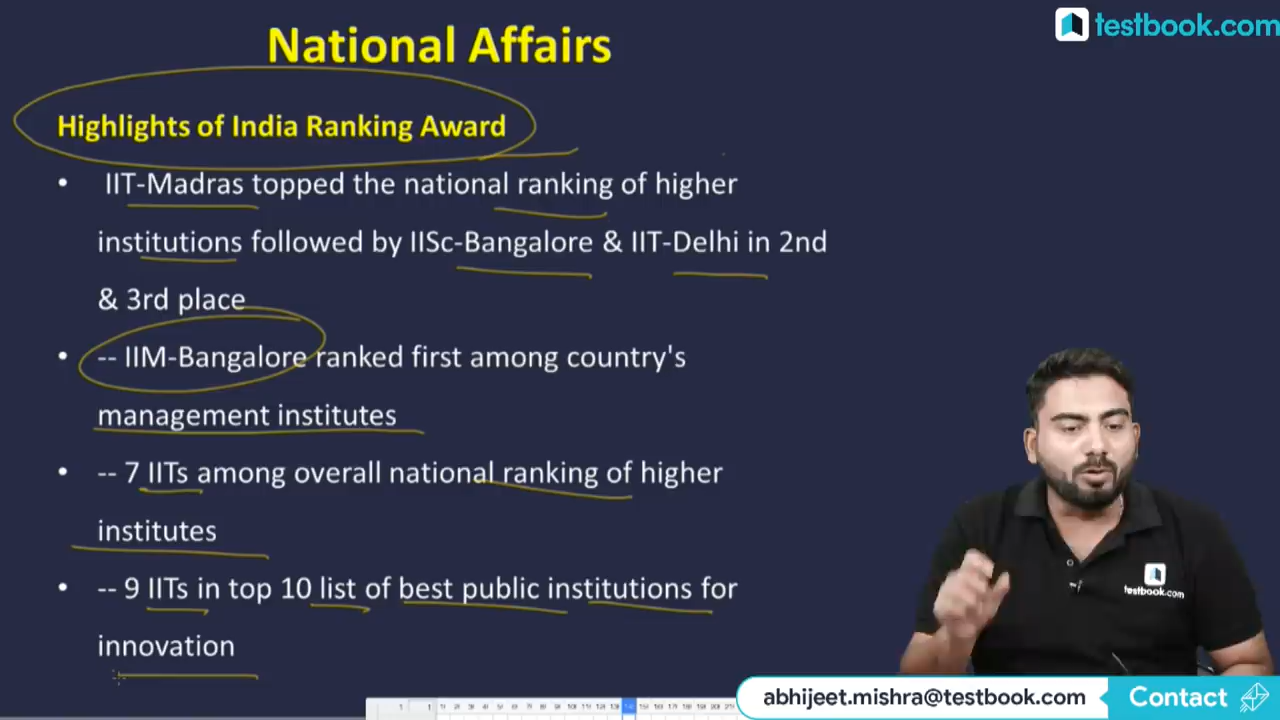 National Affairs
testbook.com
Highlights of India Ranking Award
• IIT-Madras topped the national ranking of higher
institutions followed by IISc-Bangalore & IIT-Delhi in 2nd
& 3rd place
• -- IIM-Bangalore ranked first among country's
management institutes
• -- 7 IITs among overall national ranking of higher
institutes
• -- 9 IITs in top 10 list of best public institutions for
innovation
testbook.com
abhijeet.mishra@testbook.com
Contact